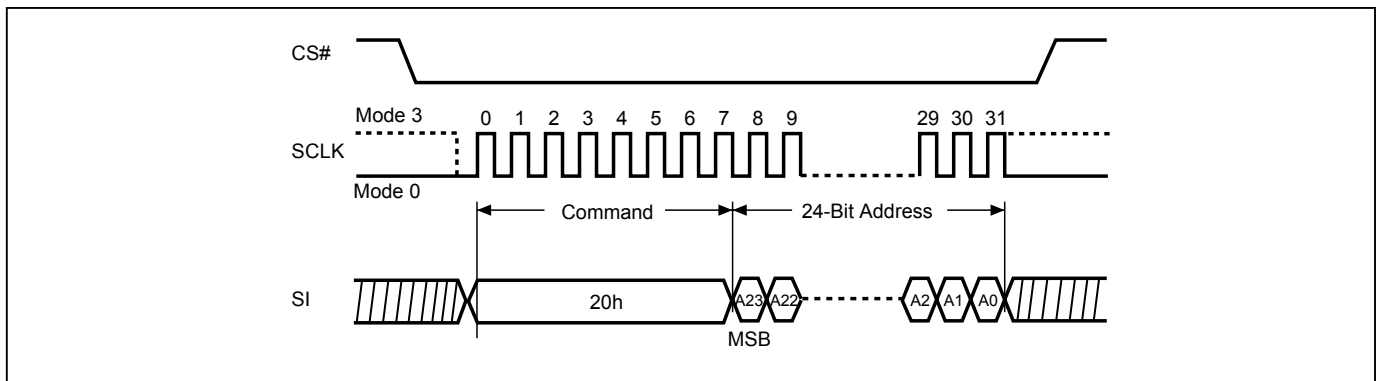 CS#
Mode 3
0 1 2 3 4 5 6 7 8 9 29 30 31
SCLK
Mode 0
Command
24-Bit Address
SI
20h
A23 A22 A2 A1 A0
MSB